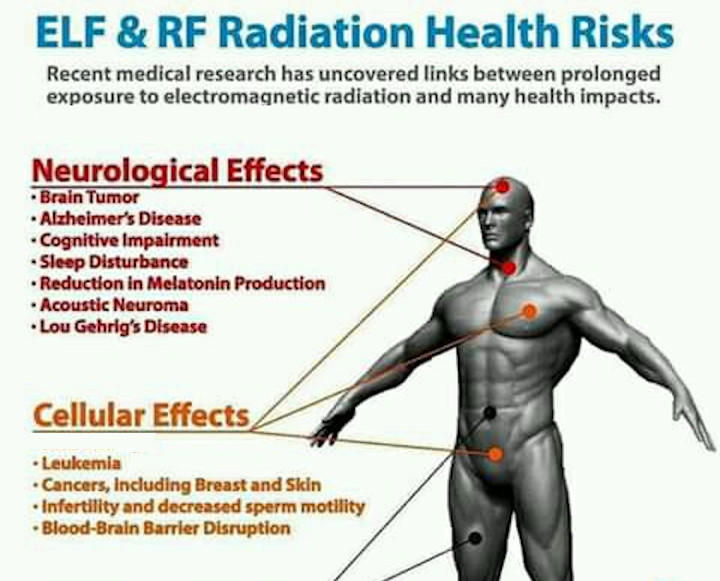 ELF & RF Radiation Health Risks
Recent medical research has uncovered links between prolonged
exposure to electromagnetic radiation and many health impacts.
Neurological Effects
· Brain Tumor
· Alzheimer's Disease
· Cognitive Impairment
· Sleep Disturbance
· Reduction in Melatonin Production
· Acoustic Neuroma
· Lou Gehrig's Disease
Cellular Effects
· Leukemia
· Cancers, including Breast and Skin
· Infertility and decreased sperm motility
· Blood-Brain Barrier Disruption